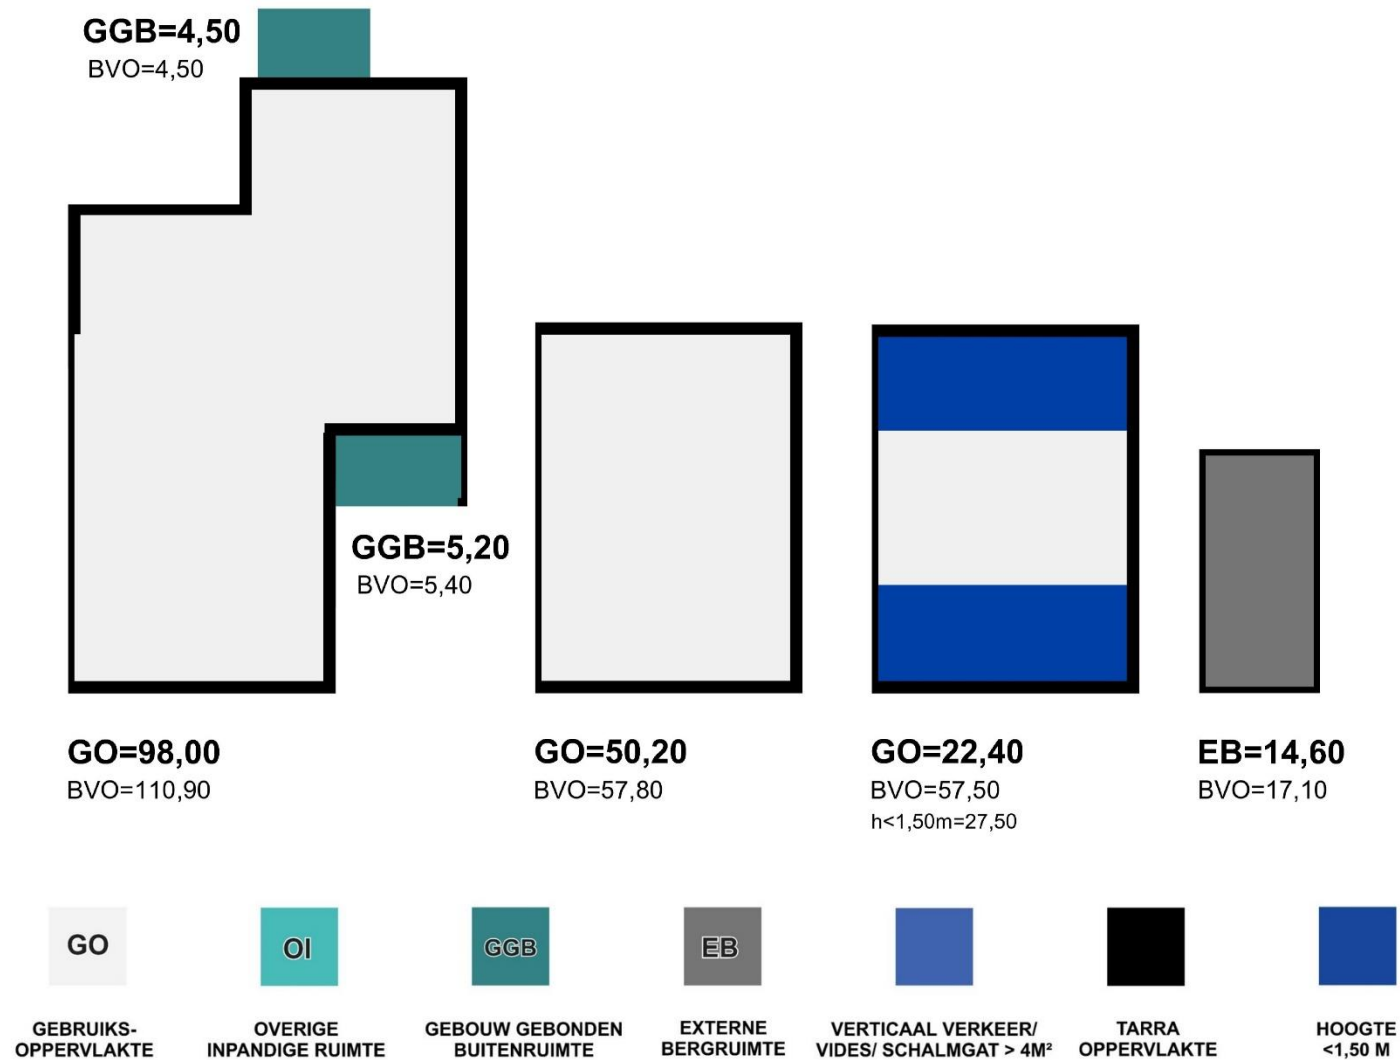 GGB=4,50
BVO=4,50
GGB=5,20
BVO=5,40
GO=98,00
BVO=110,90
GO=50,20
BVO=57,80
GO=22,40
BVO=57,50
h<1,50m=27,50
EB=14,60
BVO=17,10
GO
GEBRUIKS-
OPPERVLAKTE
OI
OVERIGE
INPANDIGE RUIMTE
GGB
GEBOUW GEBONDEN
BUITENRUIMTE
EB
EXTERNE
BERGRUIMTE
VERTICAAL VERKEER/
VIDES/ SCHALMGAT > 4M²
TARRA
OPPERVLAKTE
HOOGTE
<1,50 M